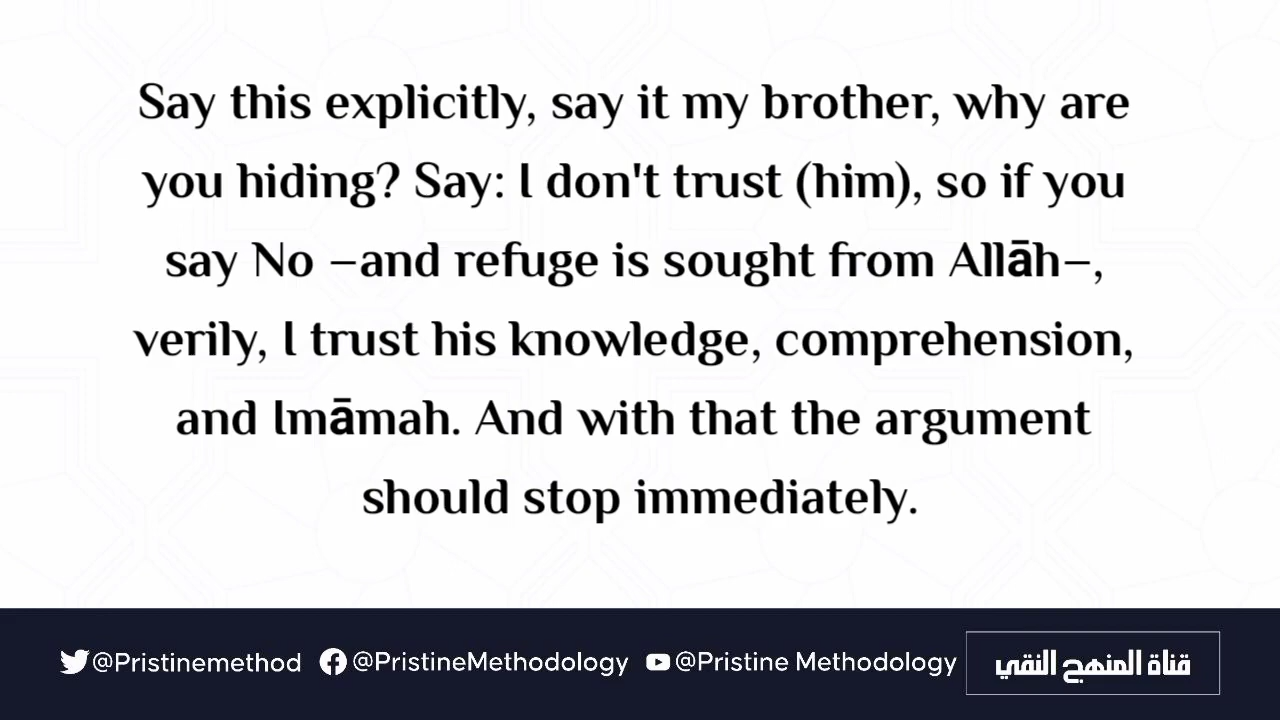 Say this explicitly, say it my brother, why are
you hiding? Say: I don't trust (him), so if you
say No –and refuge is sought from Allāh–,
verily, I trust his knowledge, comprehension,
and Imāmah. And with that the argument
should stop immediately.
@Pristinemethod @PristineMethodology @Pristine Methodology قناة المنهج النقي